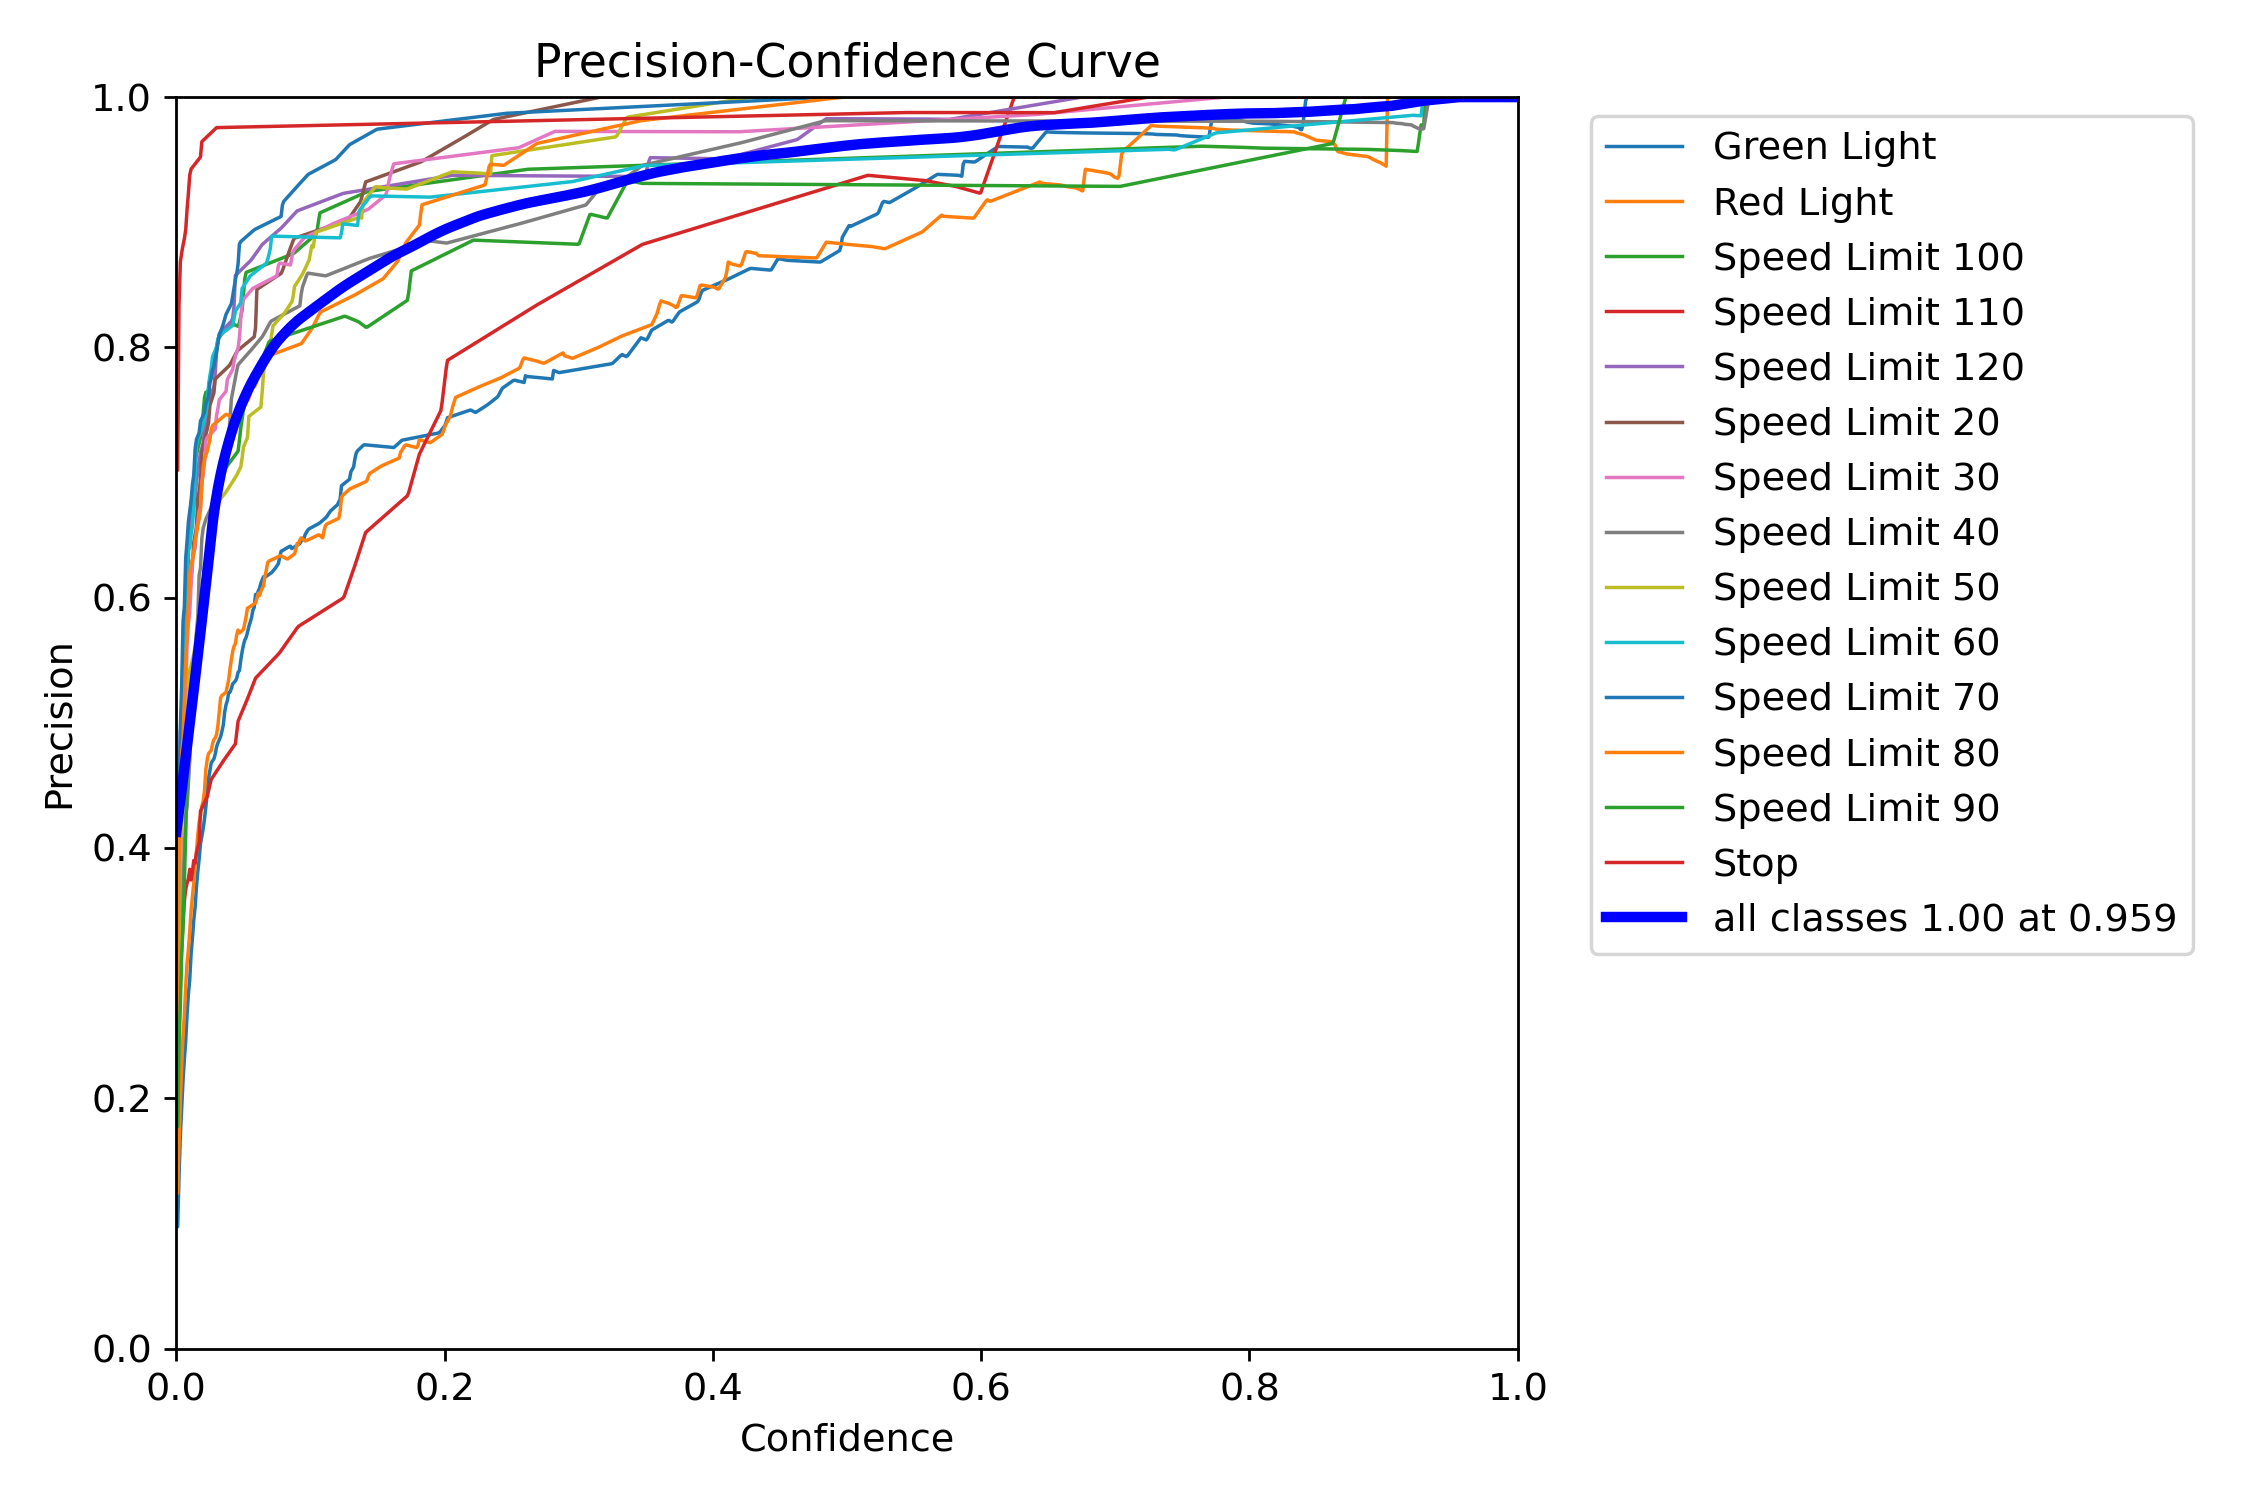 Precision-Confidence Curve
1.0
0.8
0.6
0.4
0.2
0.0
Precision
0.0 0.2 0.4 0.6 0.8 1.0
Confidence
Green Light
Red Light
Speed Limit 100
Speed Limit 110
Speed Limit 120
Speed Limit 20
Speed Limit 30
Speed Limit 40
Speed Limit 50
Speed Limit 60
Speed Limit 70
Speed Limit 80
Speed Limit 90
Stop
all classes 1.00 at 0.959